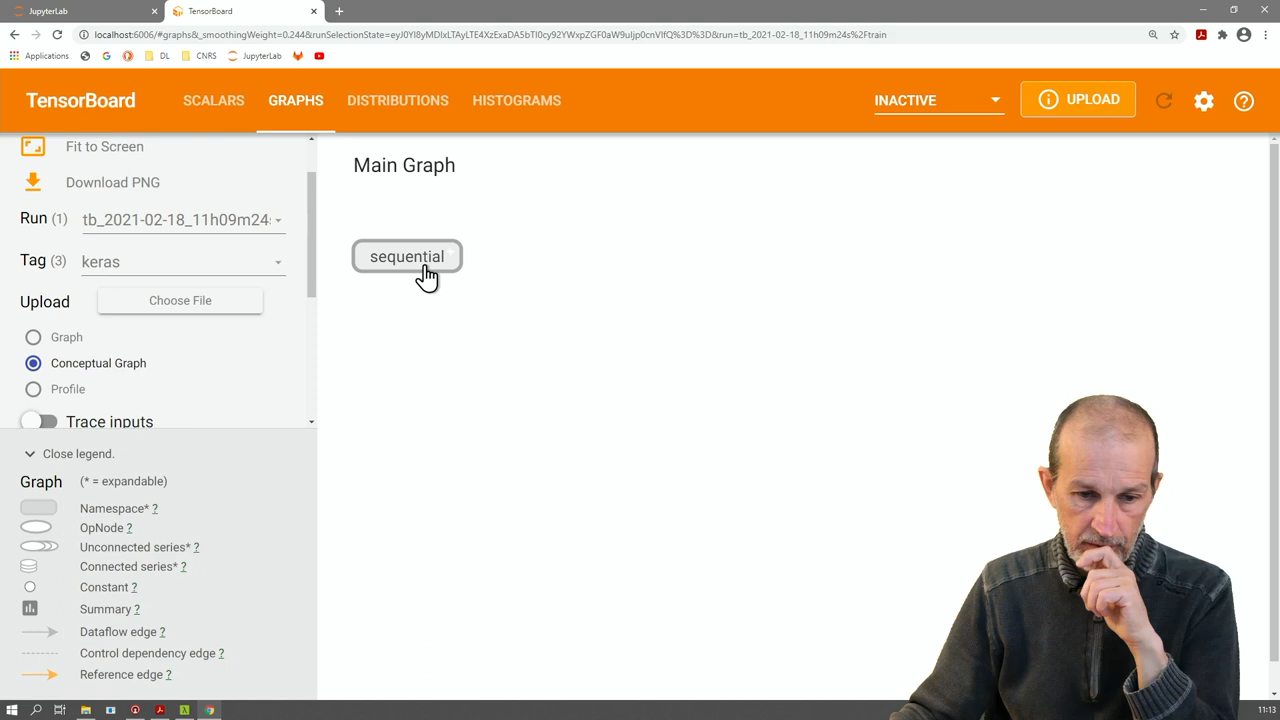 JupyterLab
TensorBoard
localhost:6006/#graphs&_smoothingWeight=0.244&runSelectionState=eyJ0Yl8yMDIxLTAyLTE4XzExaDA5bTI0cy92YWxpZGF0aW9uIjp0cnVlfQ%3D%3D&run=tb_2021-02-18_11h09m24s%2Ftrain
Applications DL CNRS JupyterLab
TensorBoard SCALARS GRAPHS DISTRIBUTIONS HISTOGRAMS INACTIVE UPLOAD
Fit to Screen
Download PNG
Run (1) tb_2021-02-18_11h09m24s
Tag (3) keras
Upload Choose File
Graph
Conceptual Graph
Profile
Trace inputs
Close legend.
Graph (* = expandable)
Namespace* ?
OpNode ?
Unconnected series* ?
Connected series* ?
Constant ?
Summary ?
Dataflow edge ?
Control dependency edge ?
Reference edge ?
Main Graph
sequential
11:13